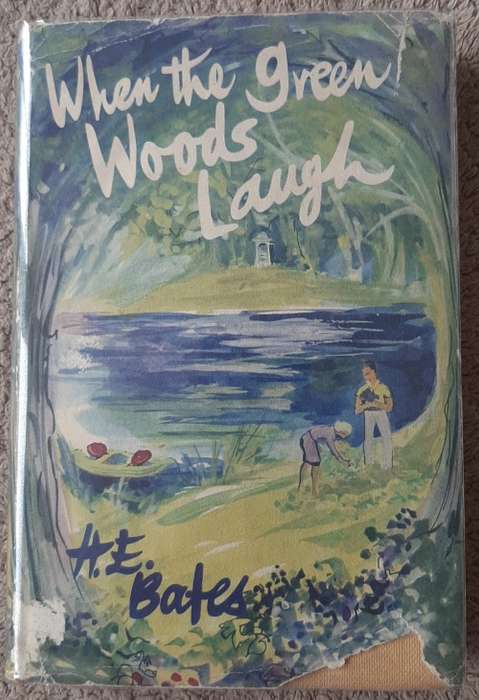 When the green
Woods
Laugh
H.E.
Bates